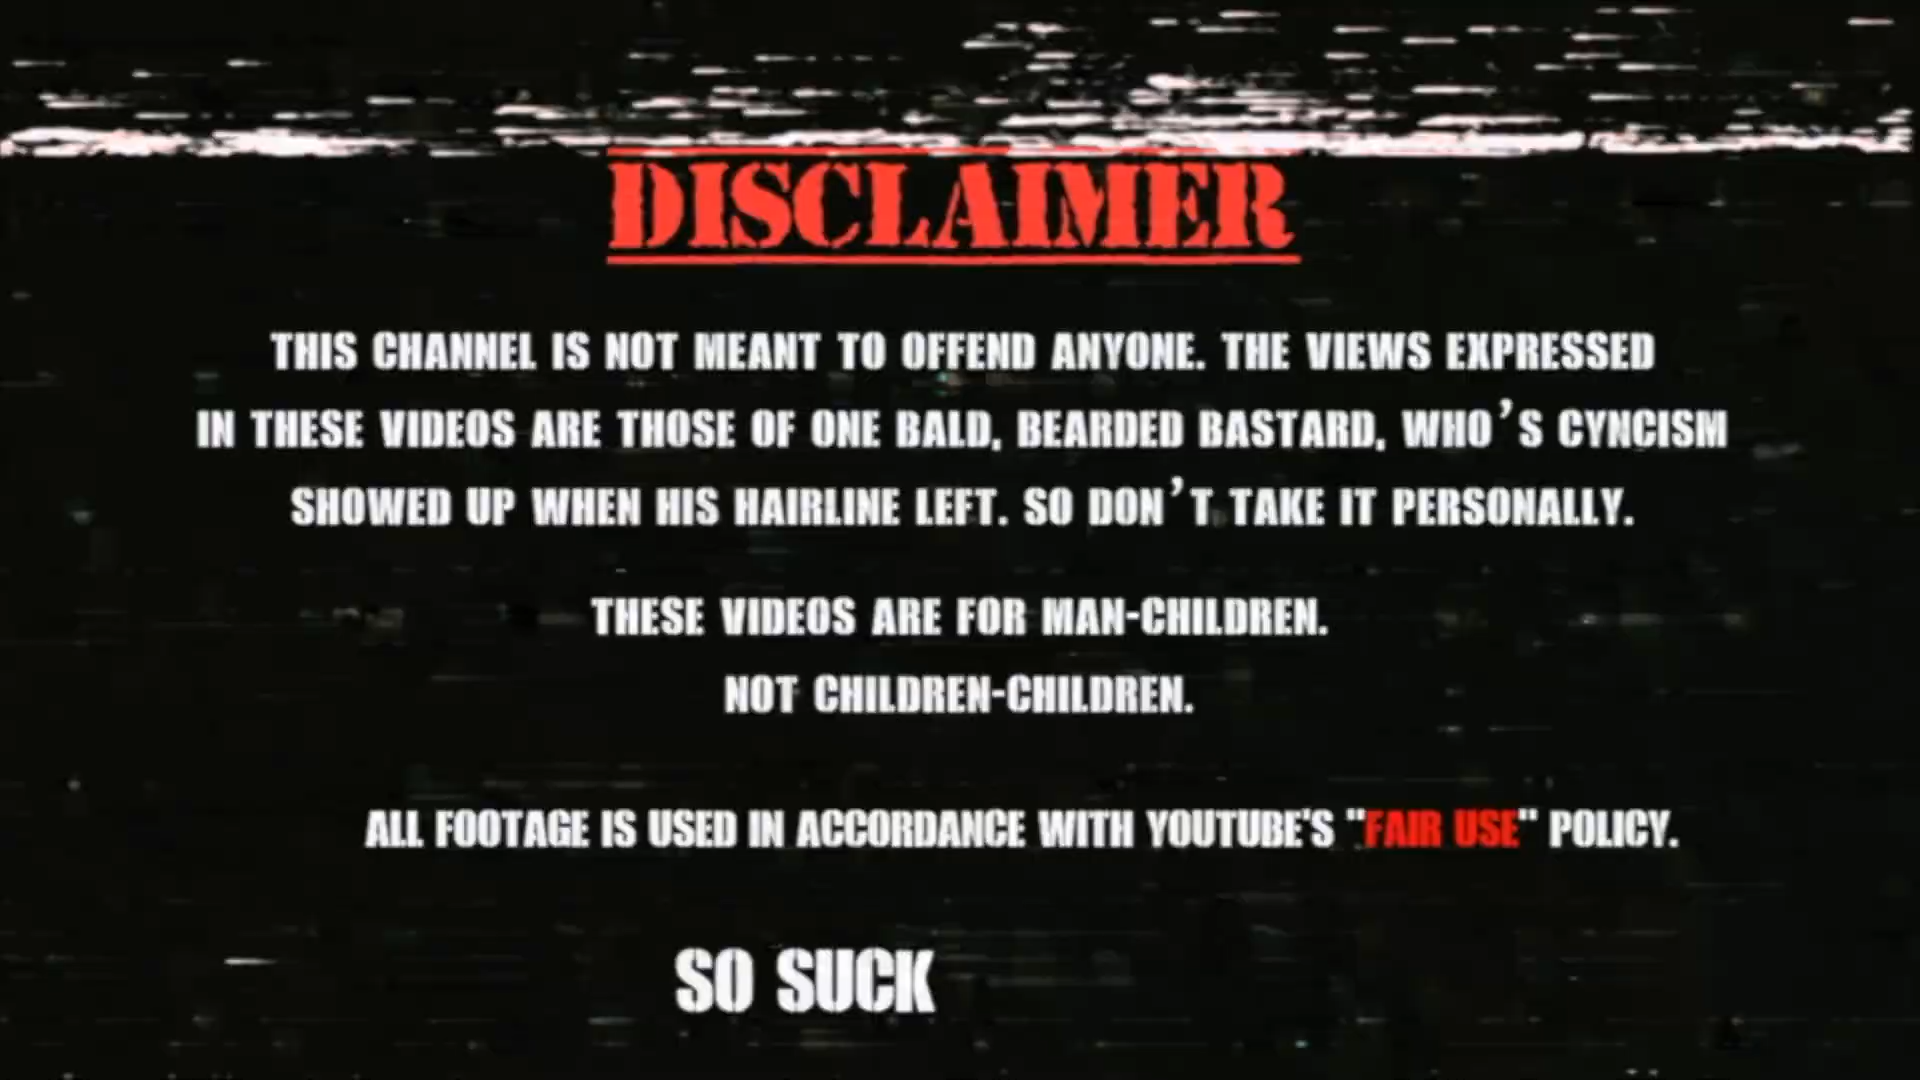 DISCLAIMER
THIS CHANNEL IS NOT MEANT TO OFFEND ANYONE. THE VIEWS EXPRESSED
IN THESE VIDEOS ARE THOSE OF ONE BALD, BEARDED BASTARD, WHO'S CYNCISM
SHOWED UP WHEN HIS HAIRLINE LEFT. SO DON'T TAKE IT PERSONALLY.
THESE VIDEOS ARE FOR MAN-CHILDREN.
NOT CHILDREN-CHILDREN.
ALL FOOTAGE IS USED IN ACCORDANCE WITH YOUTUBE'S "FAIR USE" POLICY.
SO SUCK